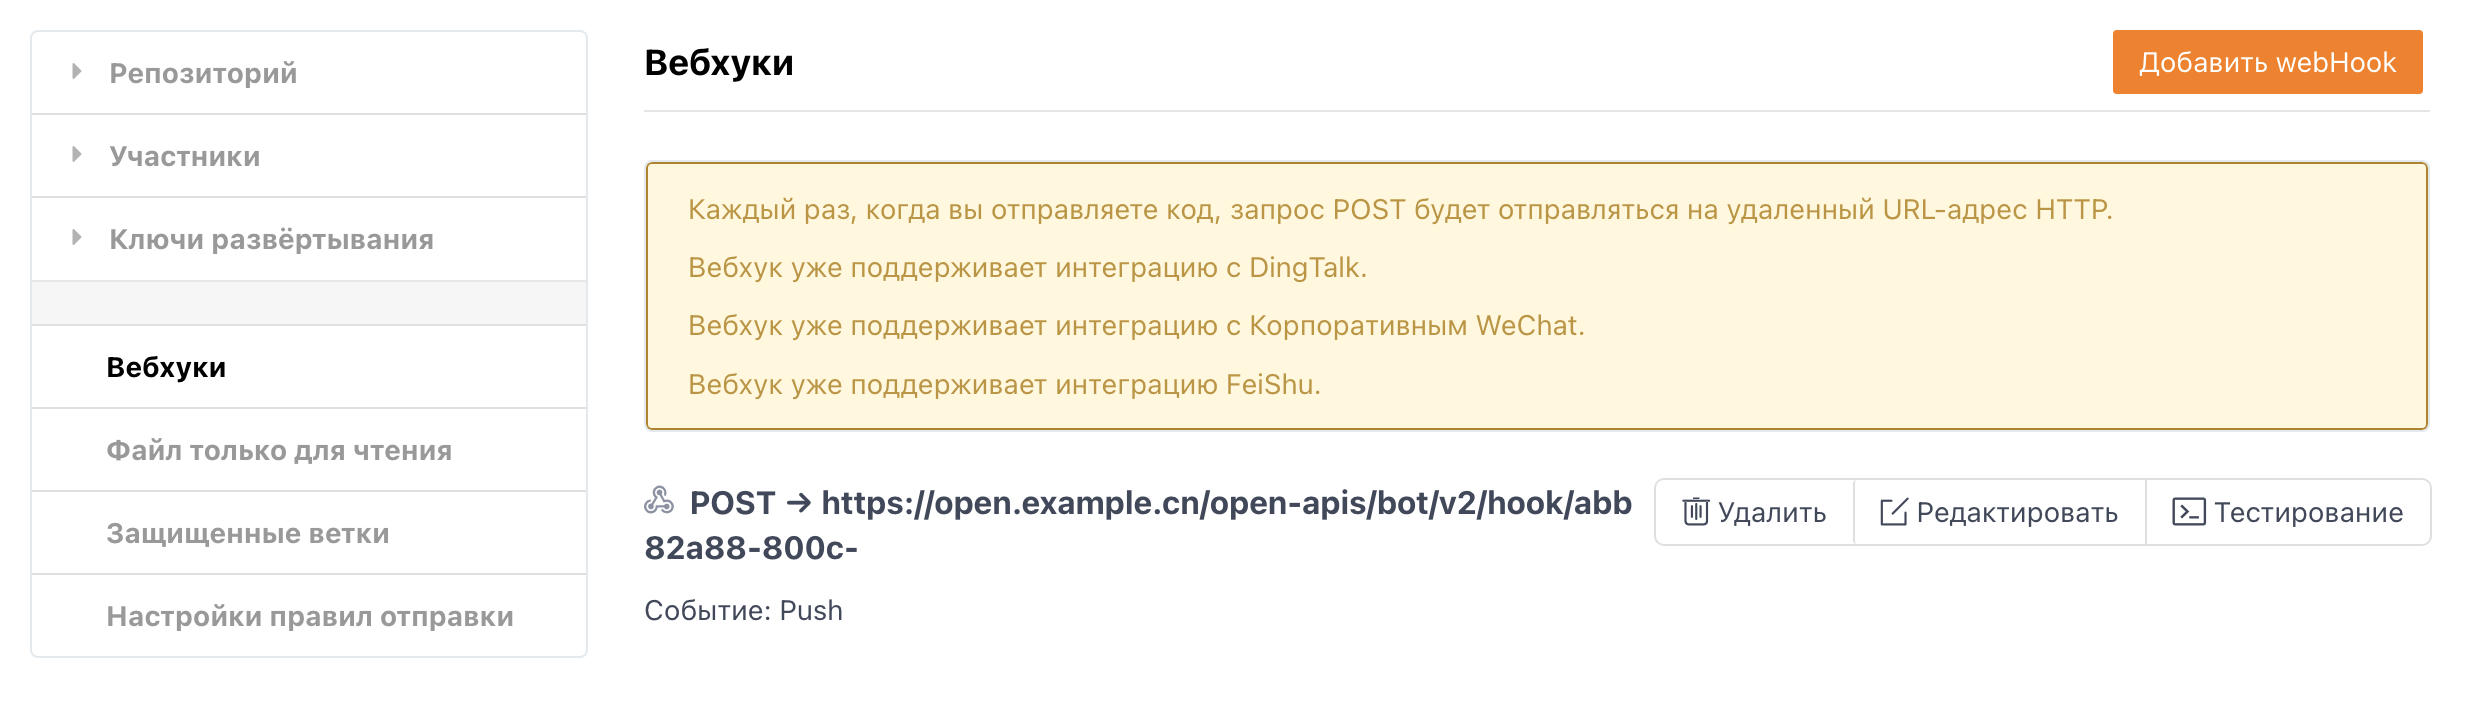 Репозиторий
Участники
Ключи развёртывания
Вебхуки
Файл только для чтения
Защищенные ветки
Настройки правил отправки
Вебхуки
Добавить webHook
Каждый раз, когда вы отправляете код, запрос POST будет отправляться на удаленный URL-адрес HTTP.
Вебхук уже поддерживает интеграцию с DingTalk.
Вебхук уже поддерживает интеграцию с Корпоративным WeChat.
Вебхук уже поддерживает интеграцию FeiShu.
POST → https://open.example.cn/open-apis/bot/v2/hook/abb
82a88-800c-
Удалить
Редактировать
Тестирование
Событие: Push